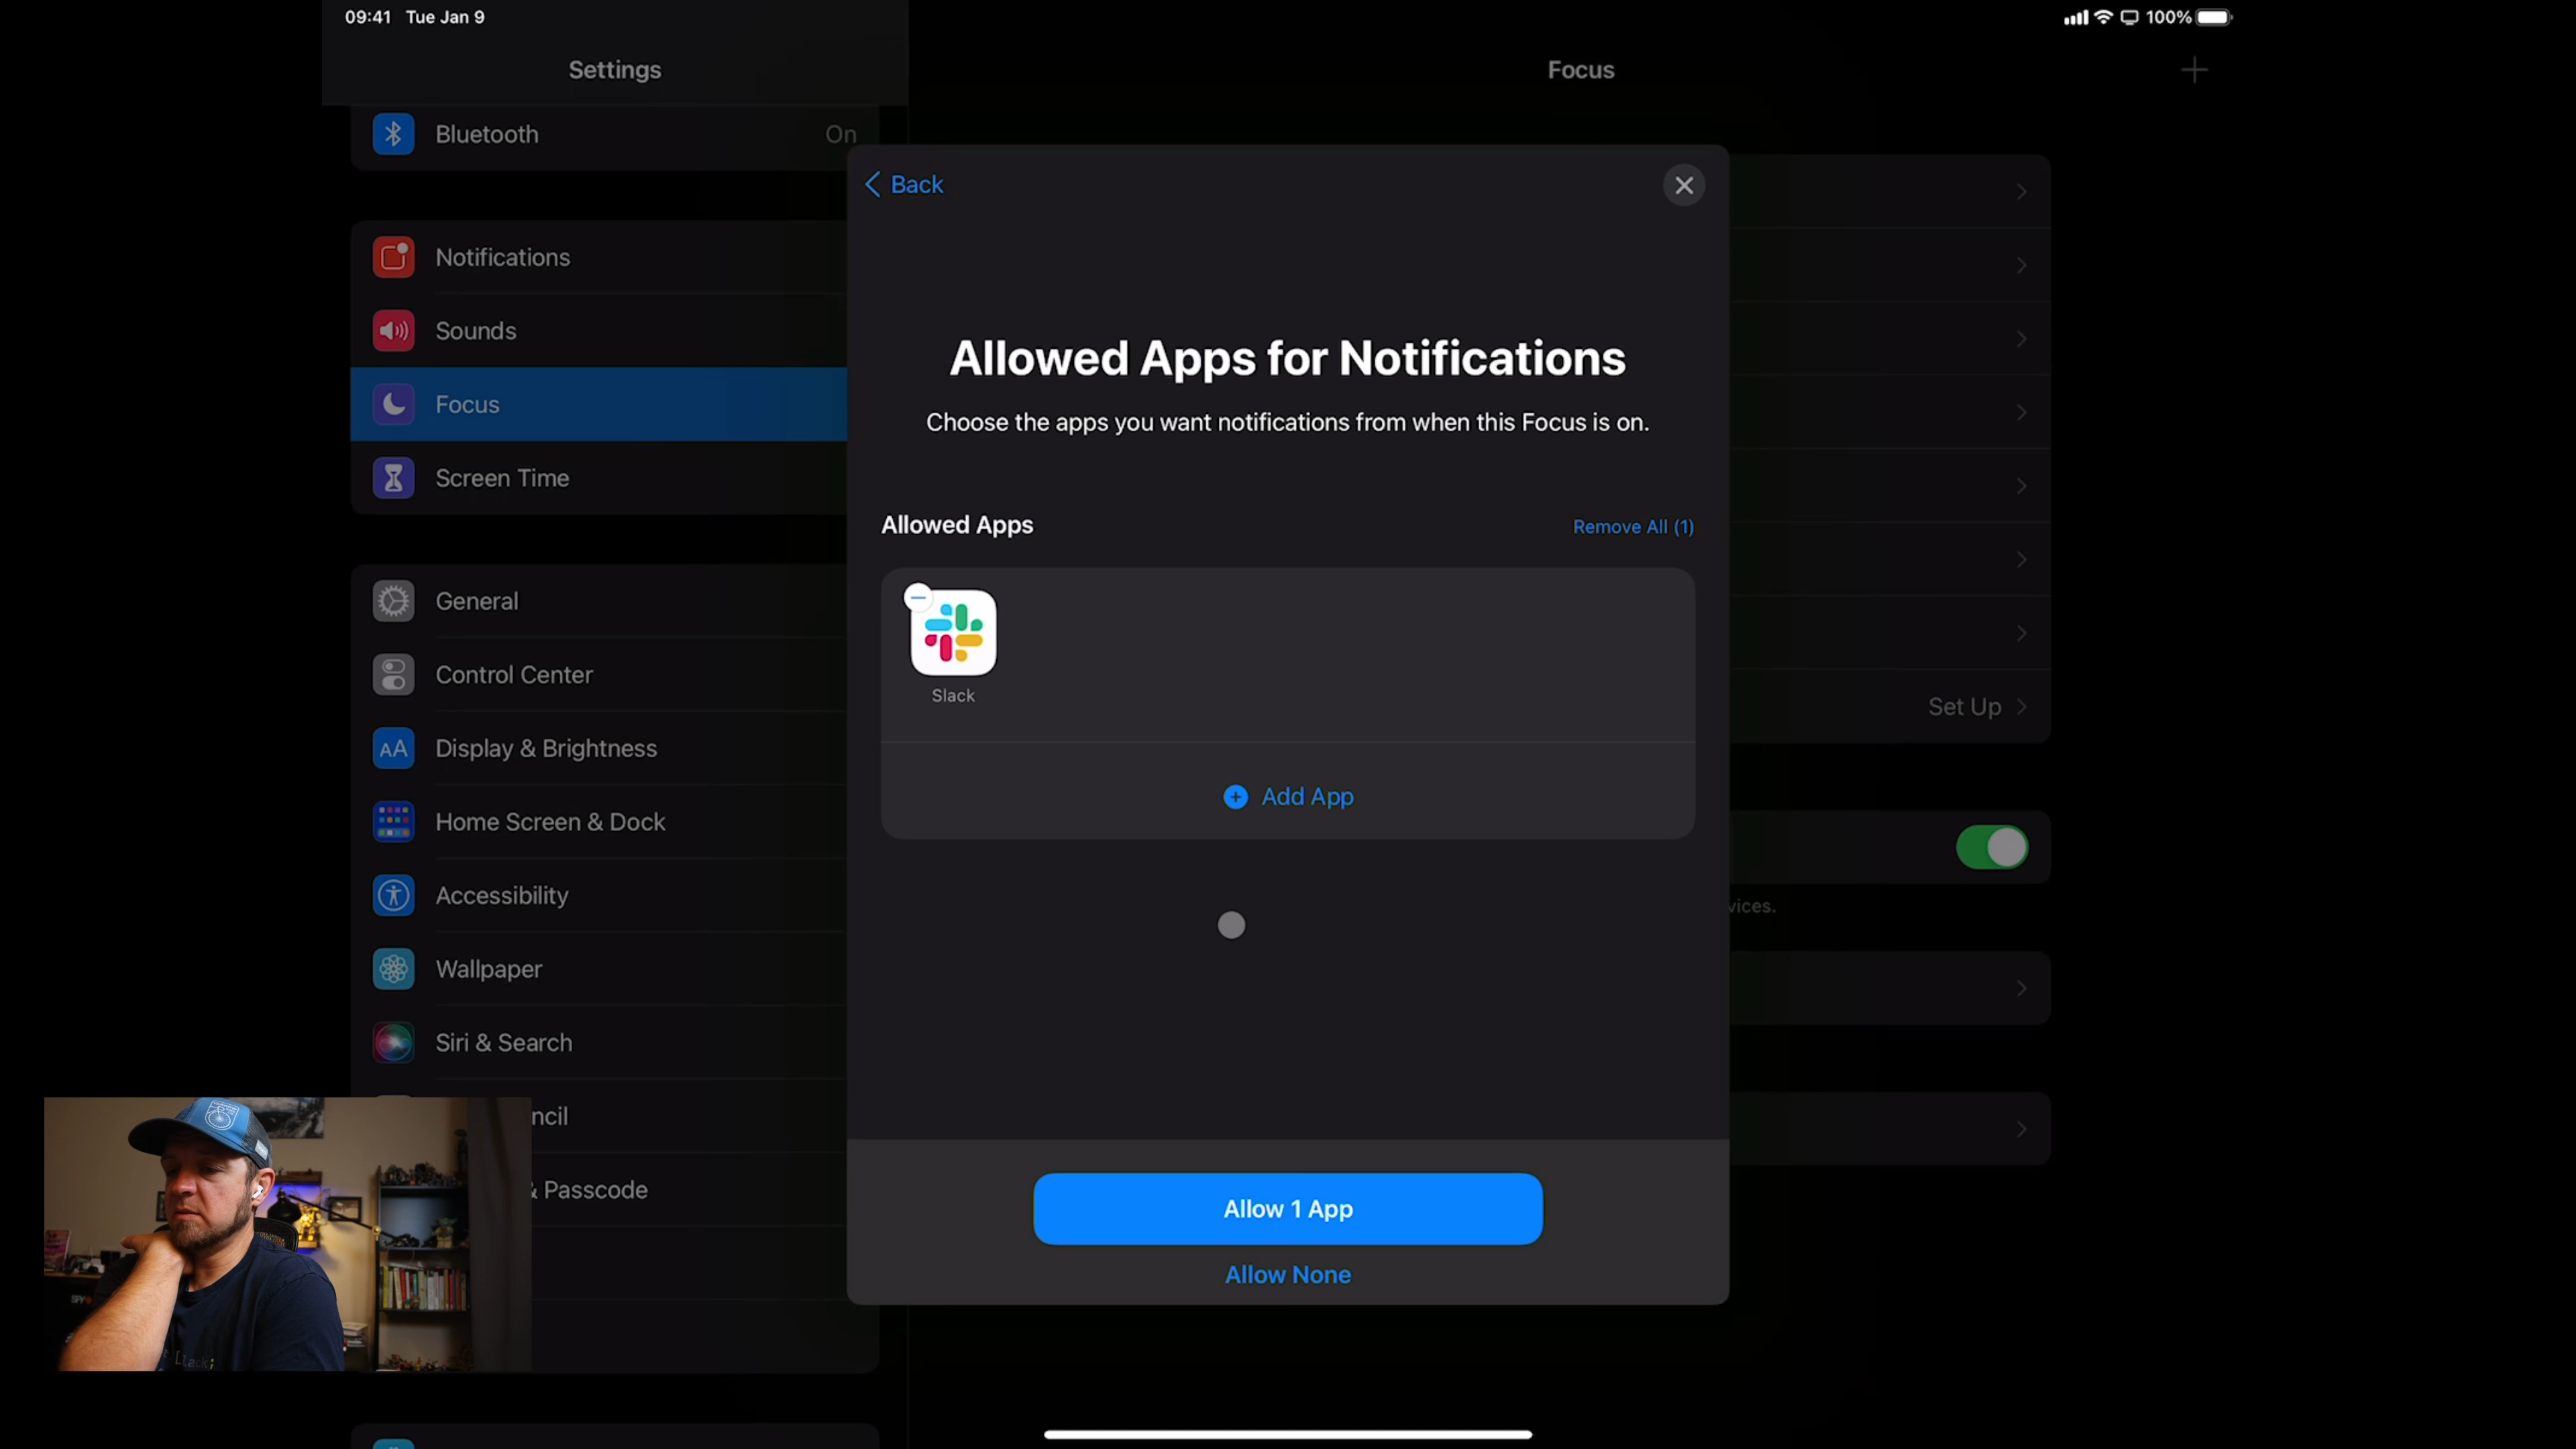 09:41 Tue Jan 9
100%
Settings
Focus
Bluetooth
On
Notifications
Sounds
Focus
Screen Time
General
Control Center
Display & Brightness
Home Screen & Dock
Accessibility
Wallpaper
Siri & Search
ncil
& Passcode
Back
Allowed Apps for Notifications
Choose the apps you want notifications from when this Focus is on.
Allowed Apps
Remove All (1)
Slack
Add App
Allow 1 App
Allow None
Set Up
vices.